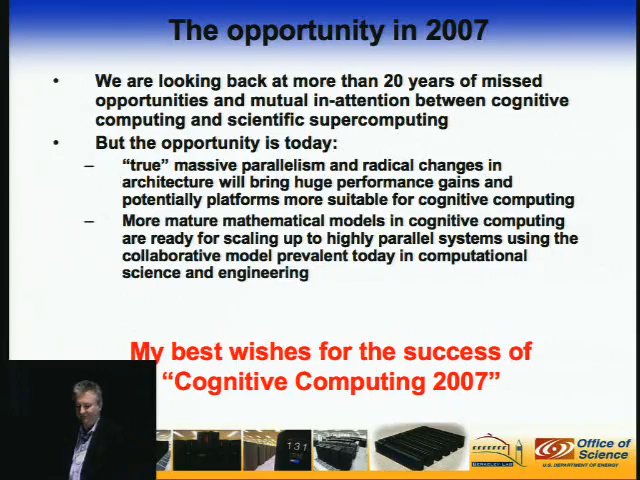 The opportunity in 2007
• We are looking back at more than 20 years of missed
opportunities and mutual in-attention between cognitive
computing and scientific supercomputing
• But the opportunity is today:
– “true” massive parallelism and radical changes in
architecture will bring huge performance gains and
potentially platforms more suitable for cognitive computing
– More mature mathematical models in cognitive computing
are ready for scaling up to highly parallel systems using the
collaborative model prevalent today in computational
science and engineering
My best wishes for the success of
“Cognitive Computing 2007”
131
BERKELEY LAB
Office of
Science
U.S. DEPARTMENT OF ENERGY